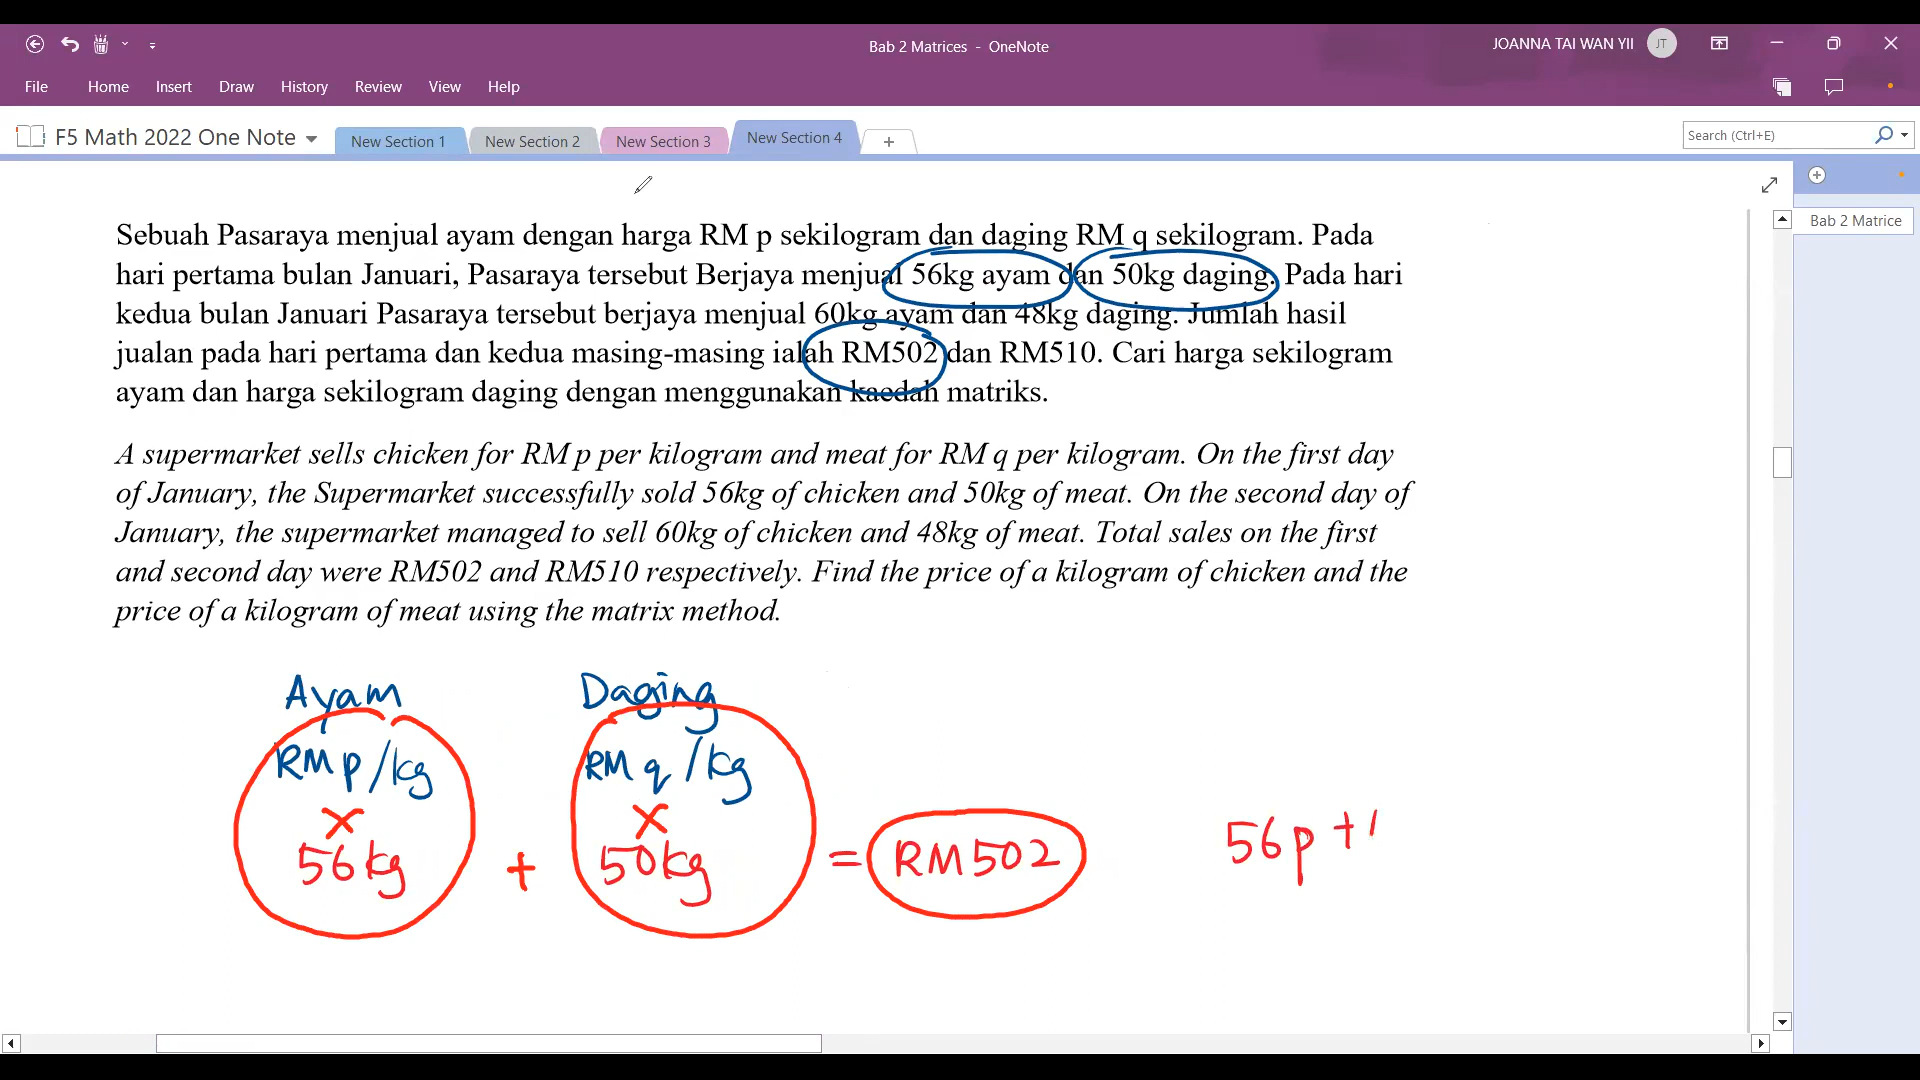 Bab 2 Matrices - OneNote
JOANNA TAI WAN YII JT
File Home Insert Draw History Review View Help
F5 Math 2022 One Note New Section 1 New Section 2 New Section 3 New Section 4 +
Search (Ctrl+E)
Bab 2 Matrice
Sebuah Pasaraya menjual ayam dengan harga RM p sekilogram dan daging RM q sekilogram. Pada
hari pertama bulan Januari, Pasaraya tersebut Berjaya menjual 56kg ayam dan 50kg daging. Pada hari
kedua bulan Januari Pasaraya tersebut berjaya menjual 60kg ayam dan 48kg daging. Jumlah hasil
jualan pada hari pertama dan kedua masing-masing ialah RM502 dan RM510. Cari harga sekilogram
ayam dan harga sekilogram daging dengan menggunakan kaedah matriks.
A supermarket sells chicken for RM p per kilogram and meat for RM q per kilogram. On the first day
of January, the Supermarket successfully sold 56kg of chicken and 50kg of meat. On the second day of
January, the supermarket managed to sell 60kg of chicken and 48kg of meat. Total sales on the first
and second day were RM502 and RM510 respectively. Find the price of a kilogram of chicken and the
price of a kilogram of meat using the matrix method.
Ayam Daging
RM p /kg RM q /kg
× ×
56kg + 50kg = RM502 56p +